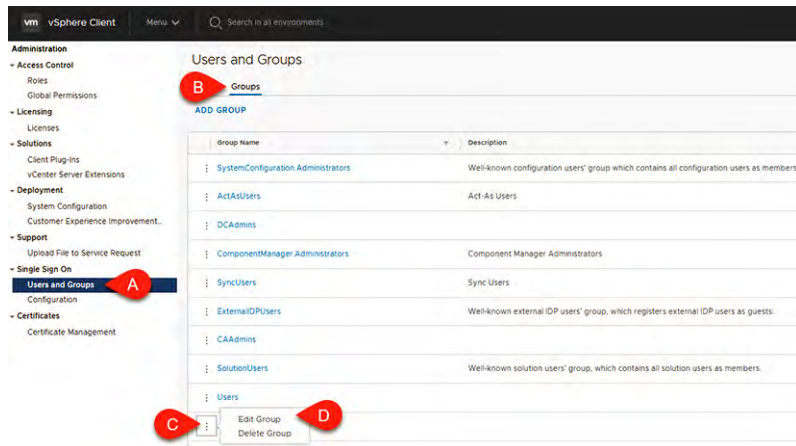 vm vSphere Client Menu Search in all environments
Administration
Access Control
Roles
Global Permissions
Licensing
Licenses
Solutions
Client Plug-Ins
vCenter Server Extensions
Deployment
System Configuration
Customer Experience Improvement...
Support
Upload File to Service Request
Single Sign On
Users and Groups
A
Configuration
Certificates
Certificate Management
Users and Groups
B
Groups
ADD GROUP
Group Name Description
SystemConfiguration.Administrators Well-known configuration users' group which contains all configuration users as members
ActAsUsers Act-As Users
DCAdmins
ComponentManager.Administrators Component Manager Administrators
SyncUsers Sync Users
ExternalIDPUsers Well-known external IDP users' group, which registers external IDP users as guests.
CAAdmins
SolutionUsers Well-known solution users' group, which contains all solution users as members.
Users
C
Edit Group
D
Delete Group